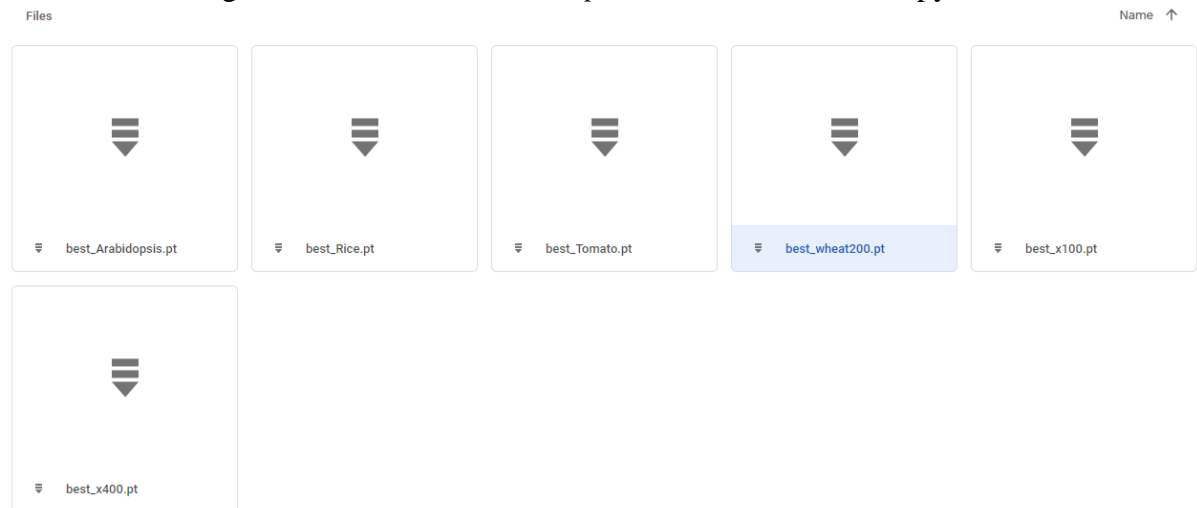 Files
Name
best_Arabidopsis.pt
best_Rice.pt
best_Tomato.pt
best_wheat200.pt
best_x100.pt
best_x400.pt